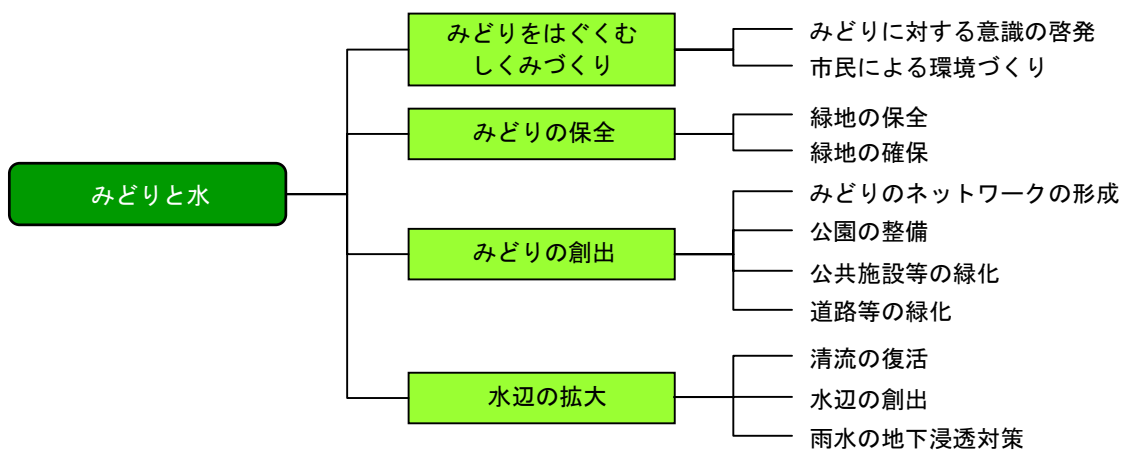 みどりと水
みどりをはぐくむ
しくみづくり
みどりに対する意識の啓発
市民による環境づくり
みどりの保全
緑地の保全
緑地の確保
みどりの創出
みどりのネットワークの形成
公園の整備
公共施設等の緑化
道路等の緑化
水辺の拡大
清流の復活
水辺の創出
雨水の地下浸透対策